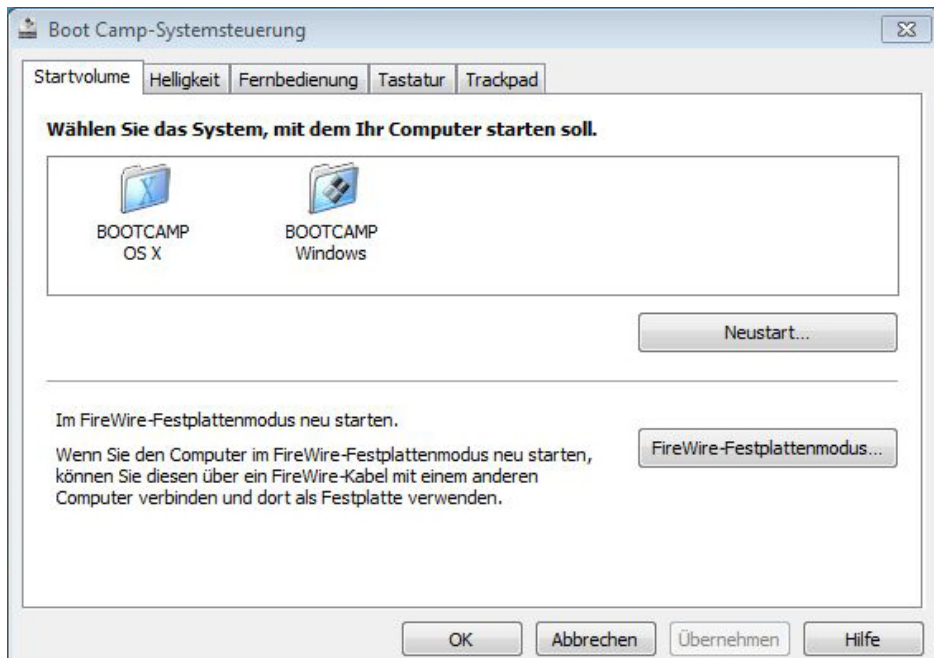 Boot Camp-Systemsteuerung
Startvolume Helligkeit Fernbedienung Tastatur Trackpad
Wählen Sie das System, mit dem Ihr Computer starten soll.
BOOTCAMP BOOTCAMP
OS X Windows
Neustart...
Im FireWire-Festplattenmodus neu starten.
Wenn Sie den Computer im FireWire-Festplattenmodus neu starten,
können Sie diesen über ein FireWire-Kabel mit einem anderen
Computer verbinden und dort als Festplatte verwenden.
FireWire-Festplattenmodus...
OK Abbrechen Übernehmen Hilfe